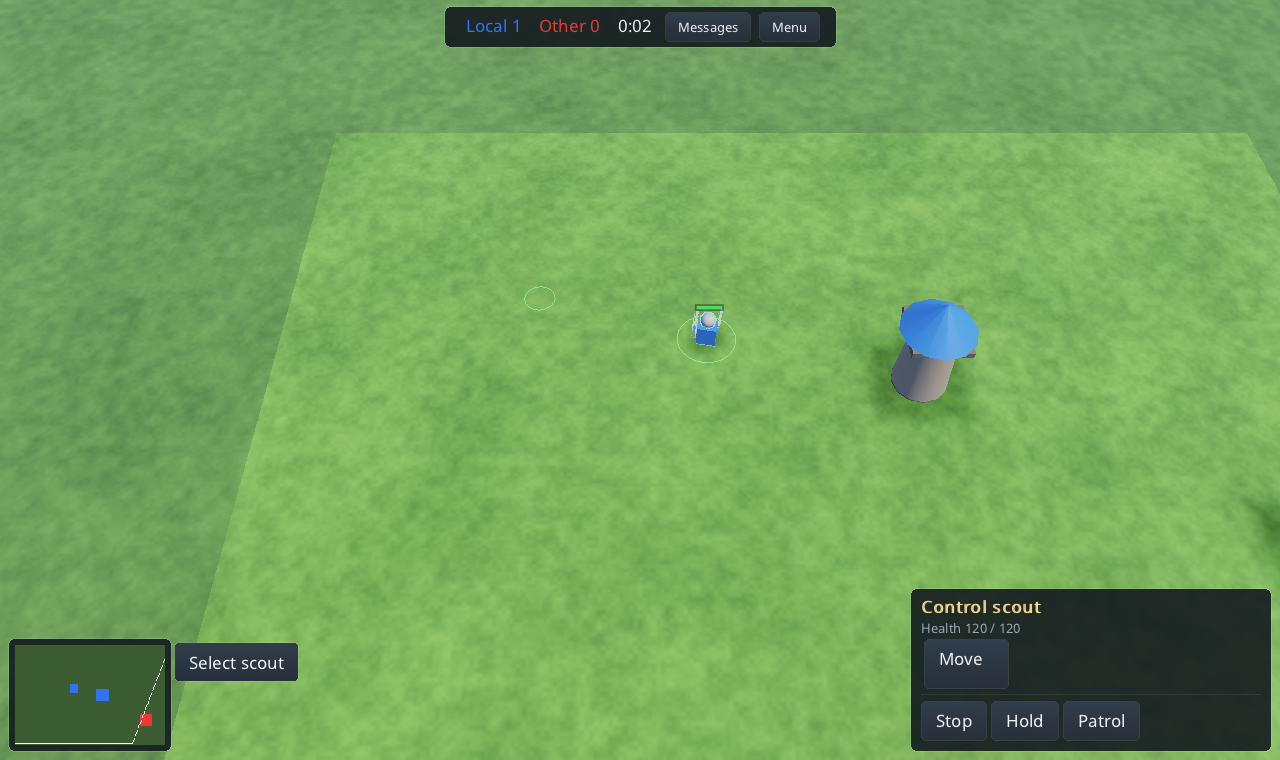 Local 1 Other 0 0:02 Messages Menu
Select scout
Control scout
Health 120 / 120
Move
Stop Hold Patrol